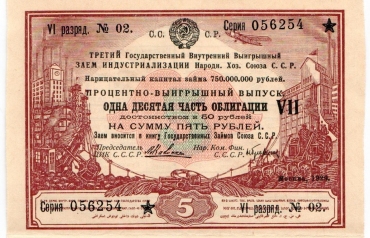 VI разряд. № 02. Серия 056254
С. С. С. Р.
ТРЕТИЙ Государственный Внутренний Выигрышный
ЗАЕМ ИНДУСТРИАЛИЗАЦИИ Народн. Хоз. Союза С. С. Р.
Нарицательный капитал займа 750.000.000 рублей.
ПРОЦЕНТНО-ВЫИГРЫШНЫЙ ВЫПУСК
ОДНА ДЕСЯТАЯ ЧАСТЬ ОБЛИГАЦИИ VII
достоинством в 50 рублей
НА СУММУ ПЯТЬ РУБЛЕЙ.
Заем вносится в книгу Государственных Займов Союза С. С. Р.
Председатель Нар. Ком. Фин.
ЦИК С. С. С. Р. С. С. С. Р.
Москва, 1929.
Серия 056254 5 VI разряд. № 02.